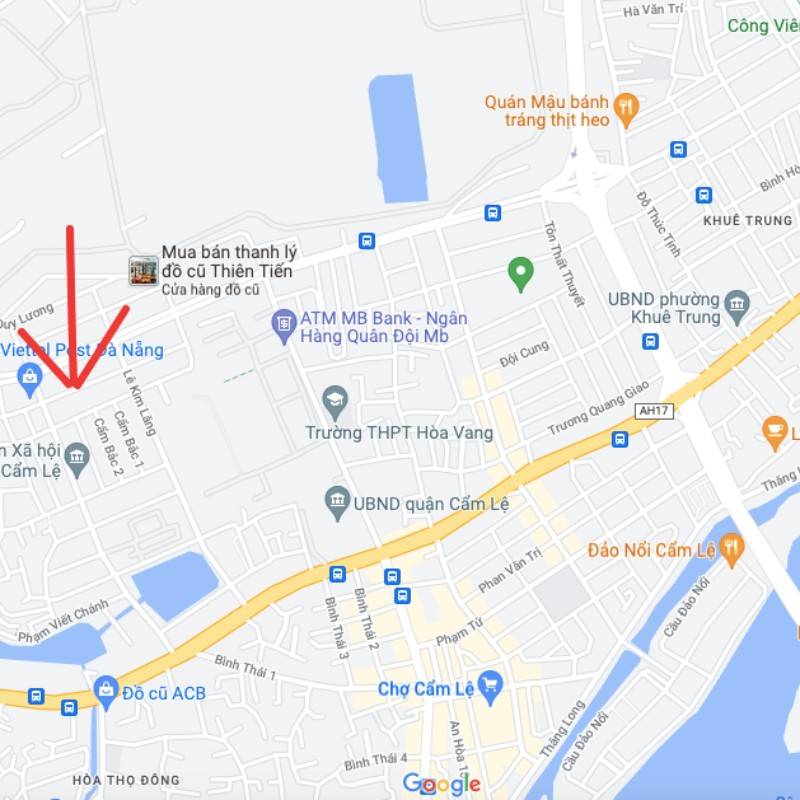 Hà Văn Trí
Công Viên
Quán Mậu bánh
tráng thịt heo
Bình Hò
Đỗ Thúc Tịnh
KHUÊ TRUNG
Tôn Thất Thuyết
Mua bán thanh lý
đồ cũ Thiên Tiến
Cửa hàng đồ cũ
Duy Lương
UBND phường
Khuê Trung
ATM MB Bank - Ngân
Hàng Quân Đội Mb
Viettel Post Đà Nẵng
Đội Cung
Lê Kim Lăng
Cẩm Bắc 1
Cẩm Bắc 2
Trương Quang Giao
AH17
Trường THPT Hòa Vang
L
n Xã hội
Cẩm Lệ
Thăng L
UBND quận Cẩm Lệ
Đảo Nổi Cẩm Lệ
Phan Văn Trị
Cầu Đảo Nổi
Phạm Viết Chánh
Bình Thái 3
Bình Thái 2
Phạm Tứ
Bình Thái 1
Chợ Cẩm Lệ
Đồ cũ ACB
Thăng Long
Cầu Đảo Nổi
An Hòa 1
Bình Thái 4
HÒA THỌ ĐÔNG
Google